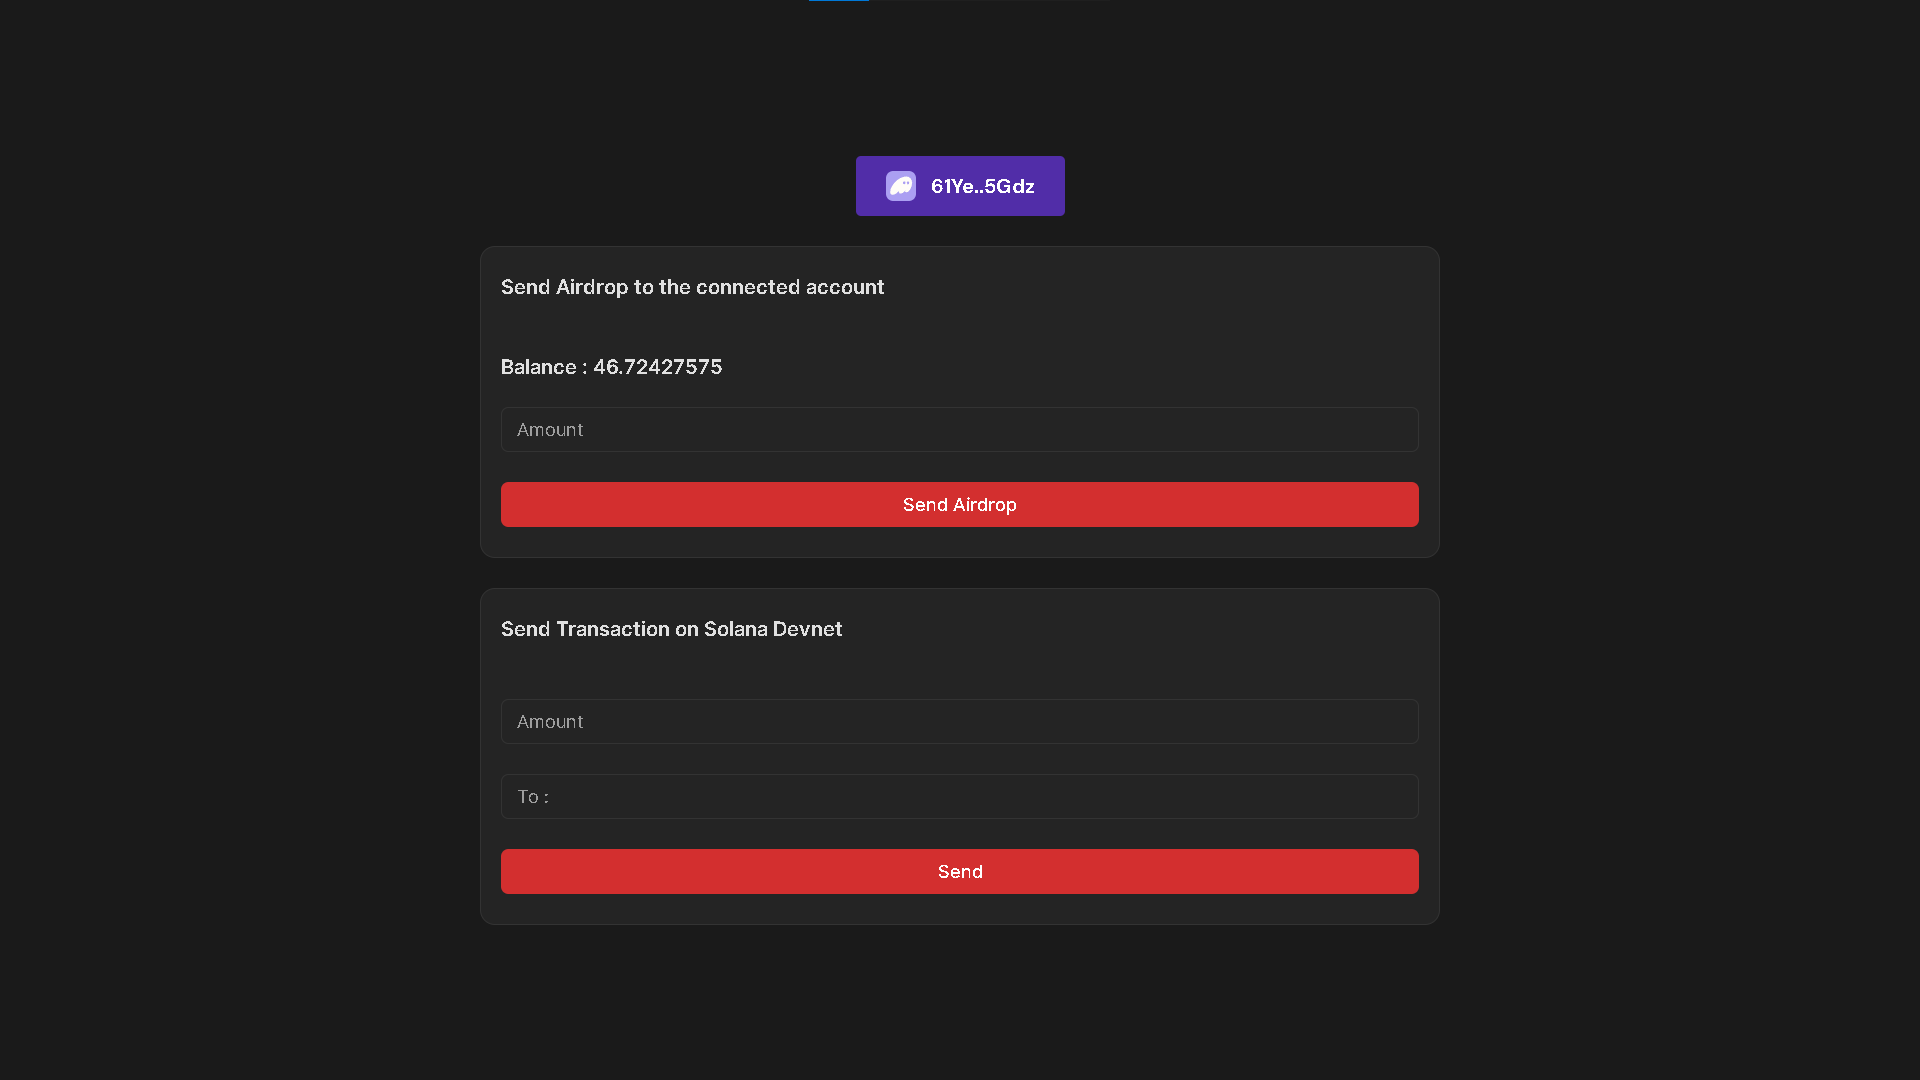 61Ye..5Gdz
Send Airdrop to the connected account
Balance : 46.72427575
Amount
Send Airdrop
Send Transaction on Solana Devnet
Amount
To :
Send